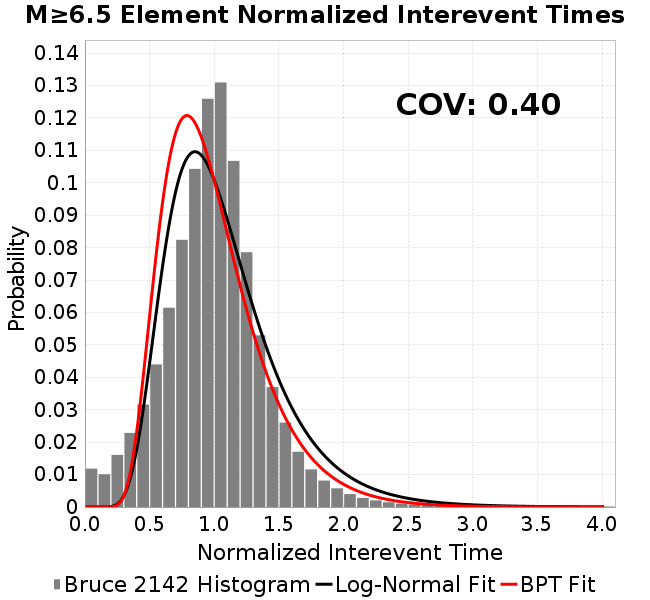 M≥6.5 Element Normalized Interevent Times
COV: 0.40
0.14
0.13
0.12
0.11
0.1
0.09
0.08
0.07
0.06
0.05
0.04
0.03
0.02
0.01
0
Probability
0.0 0.5 1.0 1.5 2.0 2.5 3.0 3.5 4.0
Normalized Interevent Time
Bruce 2142 Histogram Log-Normal Fit BPT Fit